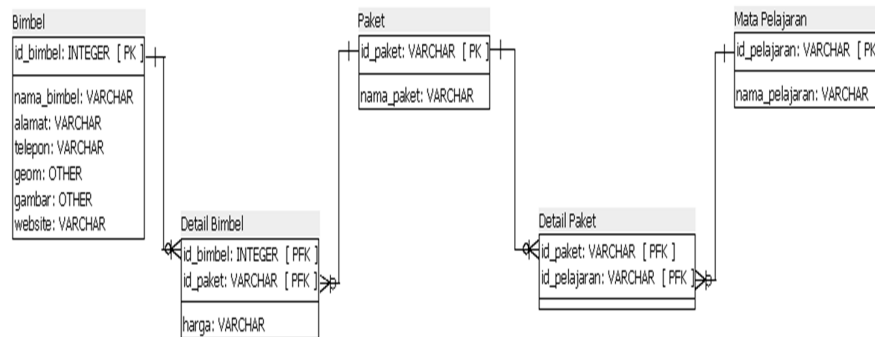 Bimbel
id_bimbel: INTEGER [ PK ]
nama_bimbel: VARCHAR
alamat: VARCHAR
telepon: VARCHAR
geom: OTHER
gambar: OTHER
website: VARCHAR
Paket
id_paket: VARCHAR [ PK ]
nama_paket: VARCHAR
Mata Pelajaran
id_pelajaran: VARCHAR [ PK
nama_pelajaran: VARCHAR
Detail Bimbel
id_bimbel: INTEGER [ PFK ]
id_paket: VARCHAR [ PFK ]
harga: VARCHAR
Detail Paket
id_paket: VARCHAR [ PFK ]
id_pelajaran: VARCHAR [ PFK ]